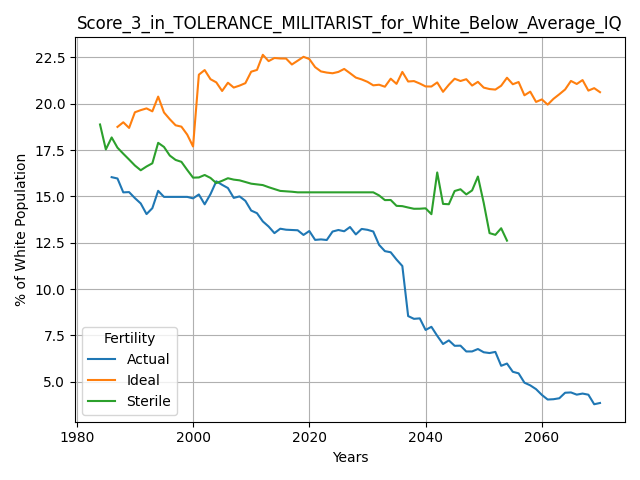 Score_3_in_TOLERANCE_MILITARIST_for_White_Below_Average_IQ
% of White Population
22.5
20.0
17.5
15.0
12.5
10.0
7.5
5.0
Fertility
Actual
Ideal
Sterile
1980
2000
2020
2040
2060
Years